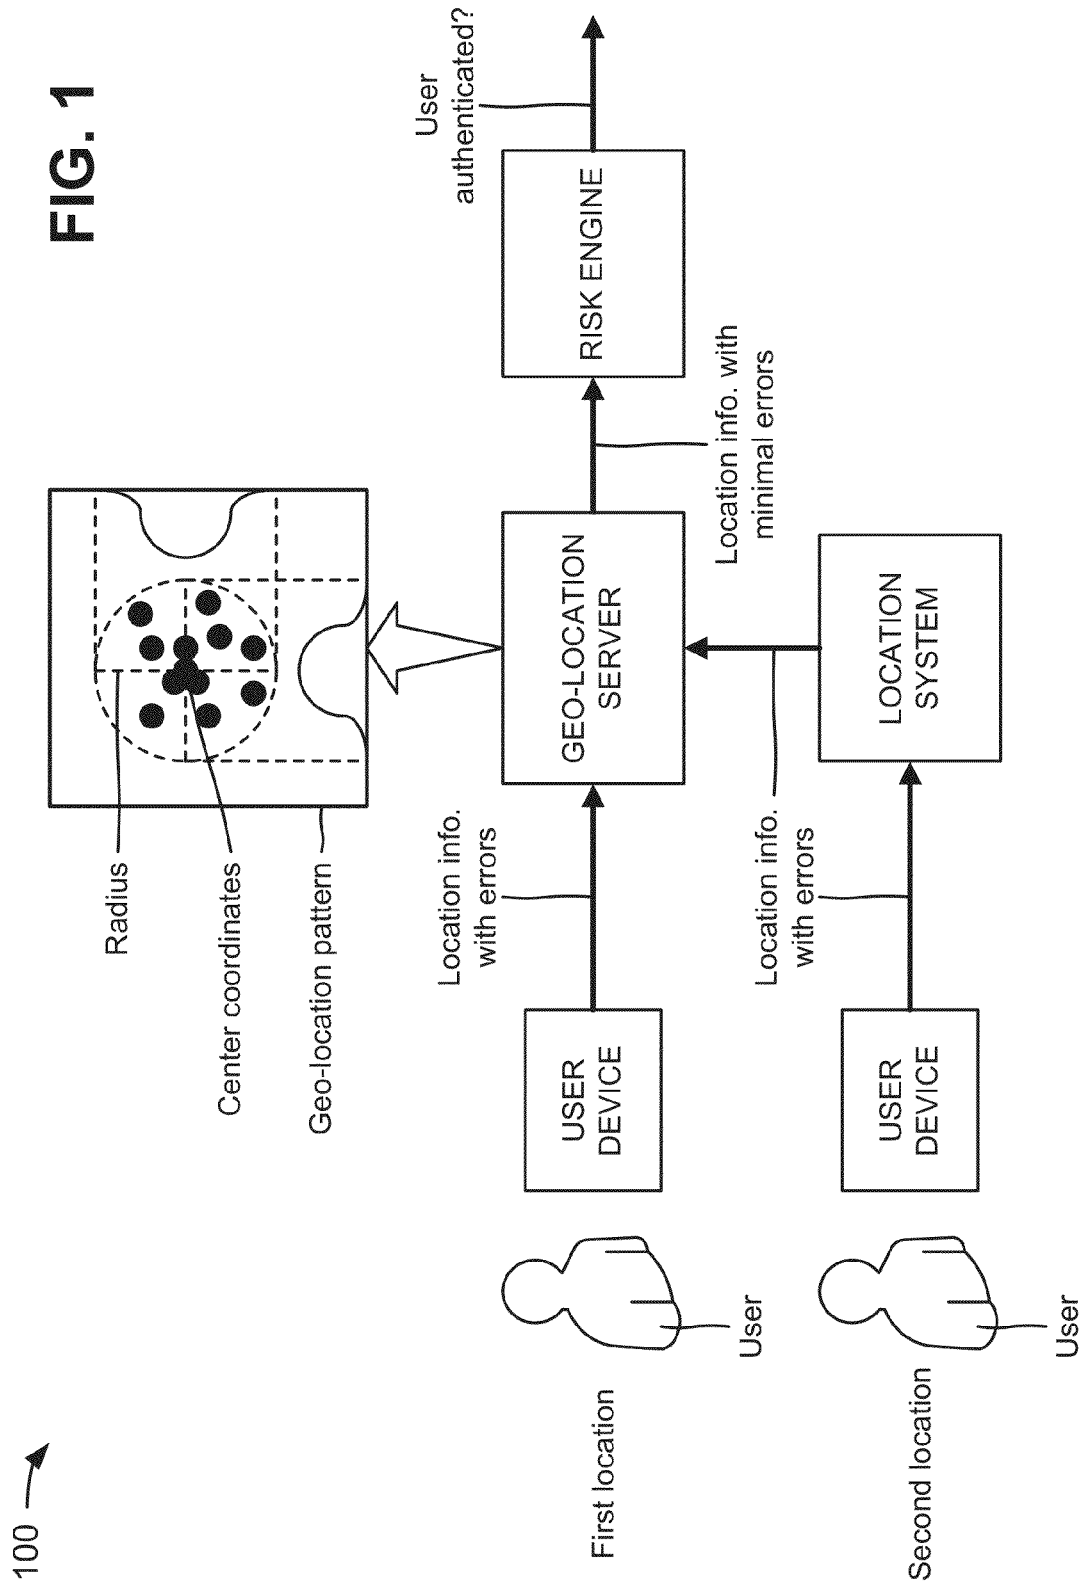 100
FIG. 1
Radius
Center coordinates
Geo-location pattern
User
authenticated?
Location info.
with errors
First location
User
USER
DEVICE
GEO-LOCATION
SERVER
RISK ENGINE
Location info. with
minimal errors
Location info.
with errors
Second location
User
USER
DEVICE
LOCATION
SYSTEM